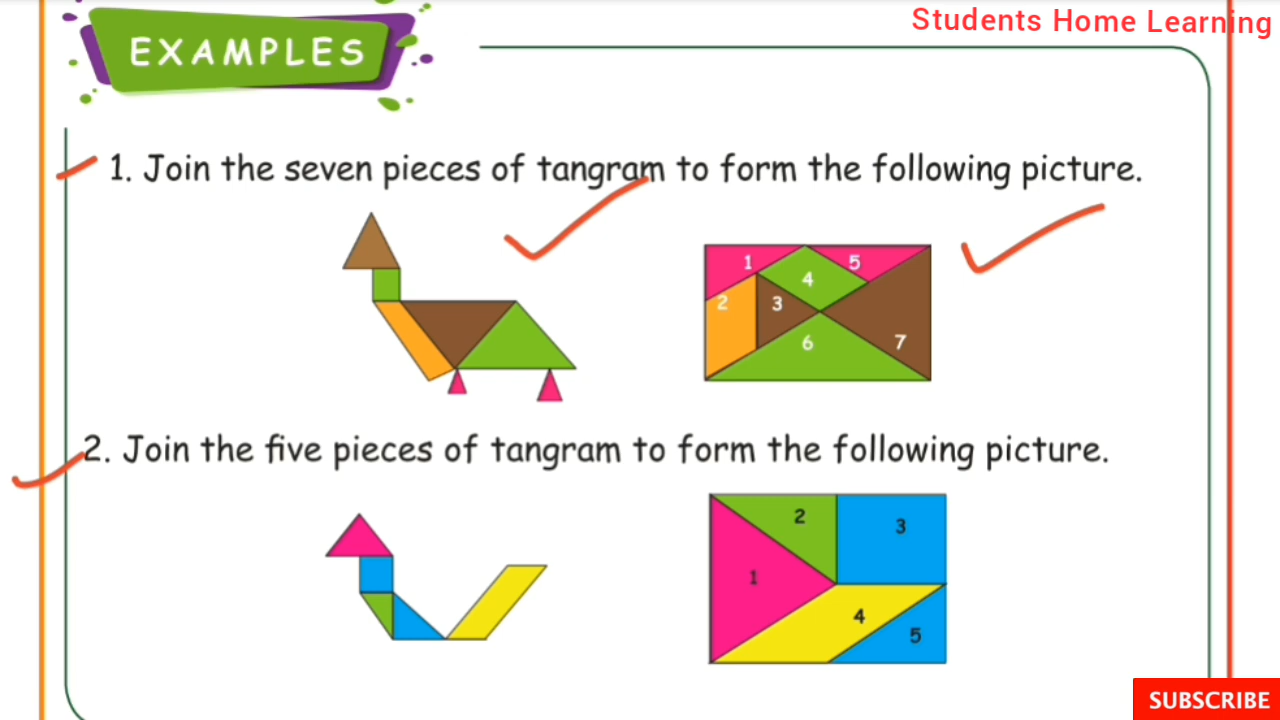 Students Home Learning
EXAMPLES
1. Join the seven pieces of tangram to form the following picture.
1
5
4
2
3
6
7
2. Join the five pieces of tangram to form the following picture.
2
3
1
4
5
SUBSCRIBE